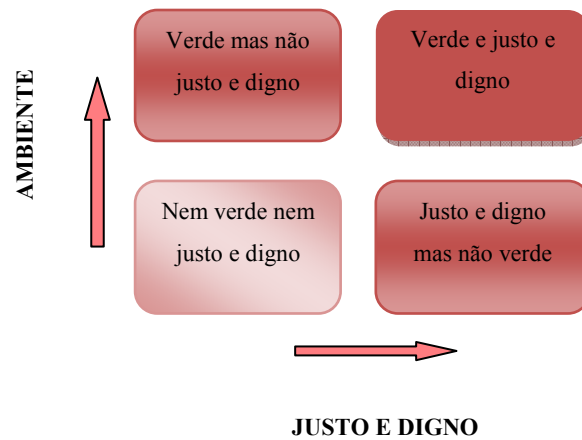 Verde mas não
justo e digno
Verde e justo e
digno
AMBIENTE
Nem verde nem
justo e digno
Justo e digno
mas não verde
JUSTO E DIGNO